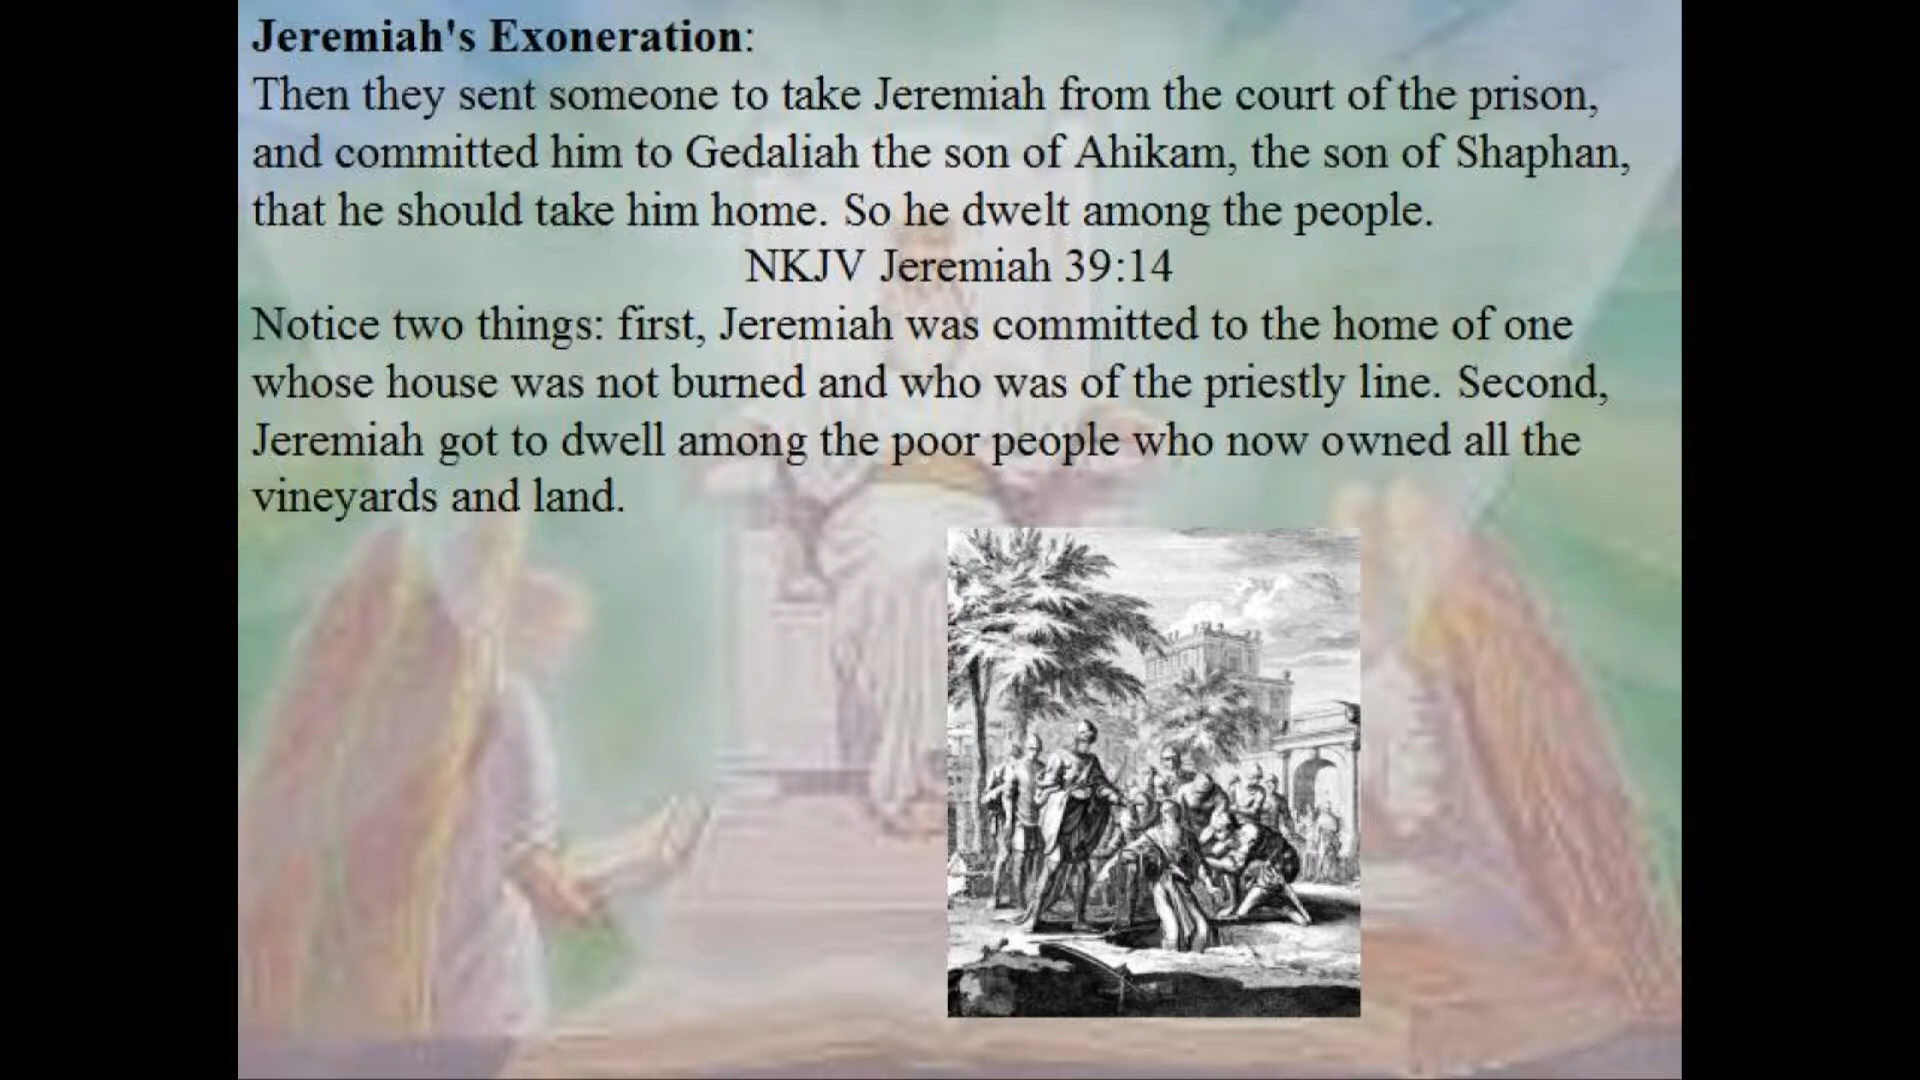 Jeremiah's Exoneration:
Then they sent someone to take Jeremiah from the court of the prison,
and committed him to Gedaliah the son of Ahikam, the son of Shaphan,
that he should take him home. So he dwelt among the people.
NKJV Jeremiah 39:14
Notice two things: first, Jeremiah was committed to the home of one
whose house was not burned and who was of the priestly line. Second,
Jeremiah got to dwell among the poor people who now owned all the
vineyards and land.